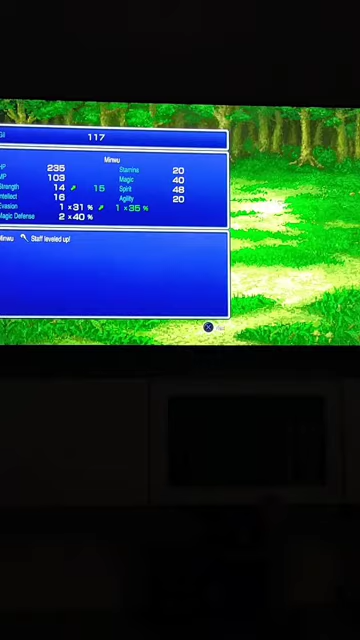 Gil 117
Minwu
HP 235 Stamina 20
MP 103 Magic 40
Strength 14 15 Spirit 48
Intellect 16 Agility 20
Evasion 1 x 31 % 1 x 35 %
Magic Defense 2 x 40 %
Minwu Staff leveled up!